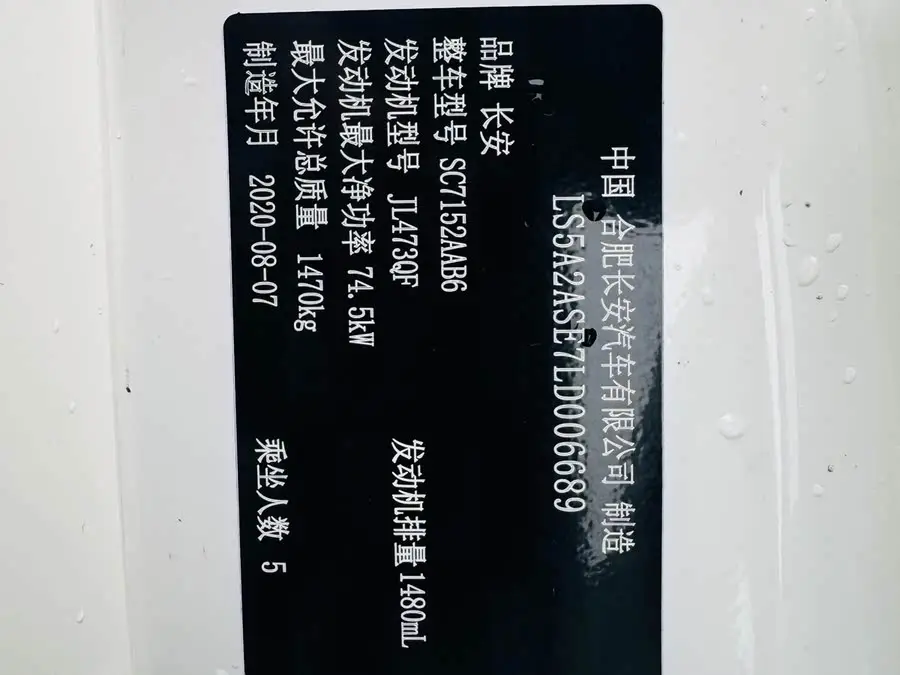 中国 合肥长安汽车有限公司 制造
LS5A2ASE7LD006689
品牌 长安
整车型号 SC7152AAB6
发动机型号 JL473QF 发动机排量 1480mL
发动机最大净功率 74.5kW
最大允许总质量 1470kg
制造年月 2020-08-07 乘坐人数 5